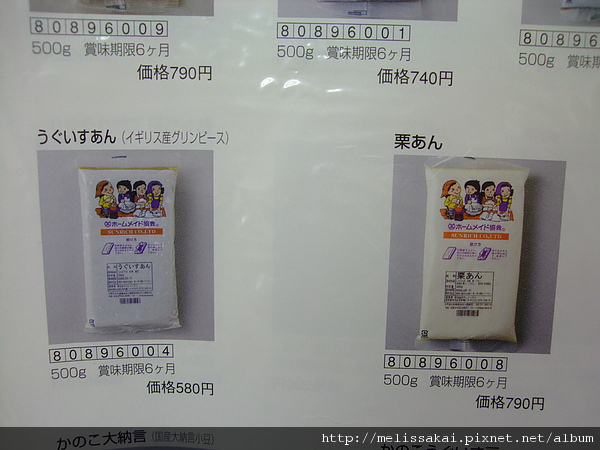 80896009
500g 賞味期限6ヶ月
価格790円
80896001
500g 賞味期限6ヶ月
価格740円
80896
500g 賞味
うぐいすあん(イギリス産グリンピース)
ホームメイド協会
SUNRICH CO.,LTD
うぐいすあん
80896004
500g 賞味期限6ヶ月
価格580円
栗あん
ホームメイド協会
SUNRICH CO.,LTD
栗あん
80896008
500g 賞味期限6ヶ月
価格790円
かのこ大納言(国産大納言小豆)
http://melissakai.pixnet.net/album